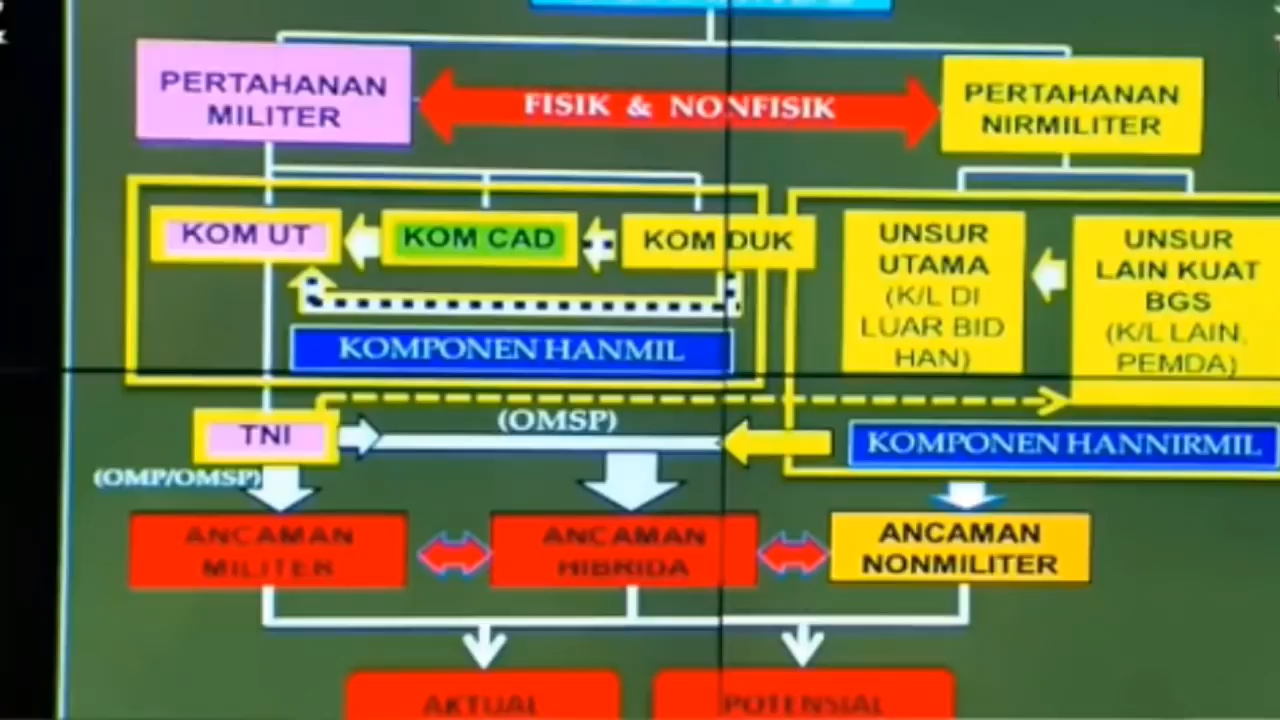 PERTAHANAN
MILITER
FISIK & NONFISIK
PERTAHANAN
NIRMILITER
KOM UT
KOM CAD
KOM DUK
UNSUR
UTAMA
(K/L DI
LUAR BID
HAN)
UNSUR
LAIN KUAT
BGS
(K/L LAIN,
PEMDA)
KOMPONEN HANMIL
TNI
(OMSP)
KOMPONEN HANNIRMIL
(OMP/OMSP)
ANCAMAN
MILITER
ANCAMAN
HIBRIDA
ANCAMAN
NONMILITER
AKTUAL
POTENSIAL